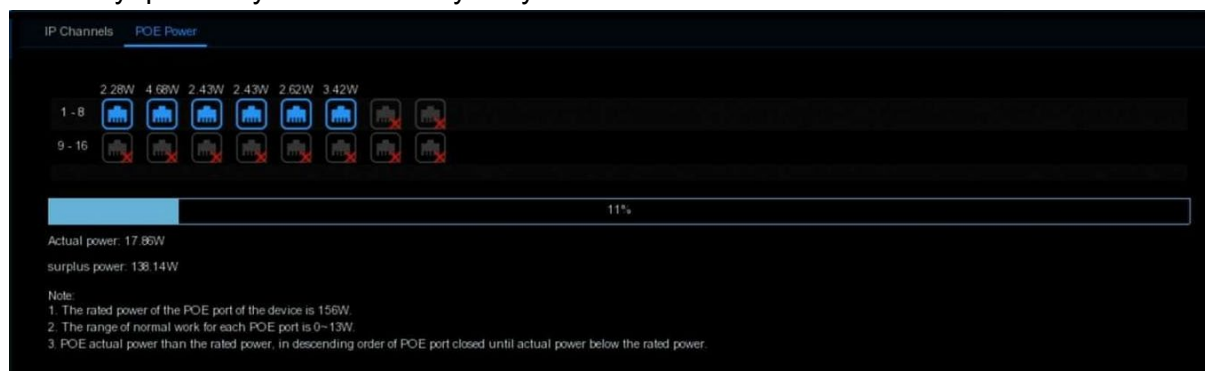 IP Channels POE Power
2.28W 4.68W 2.43W 2.43W 2.62W 3.42W
1 - 8
9 - 16
11%
Actual power: 17.86W
surplus power: 138.14W
Note:
1. The rated power of the POE port of the device is 156W.
2. The range of normal work for each POE port is 0~13W.
3. POE actual power than the rated power, in descending order of POE port closed until actual power below the rated power.